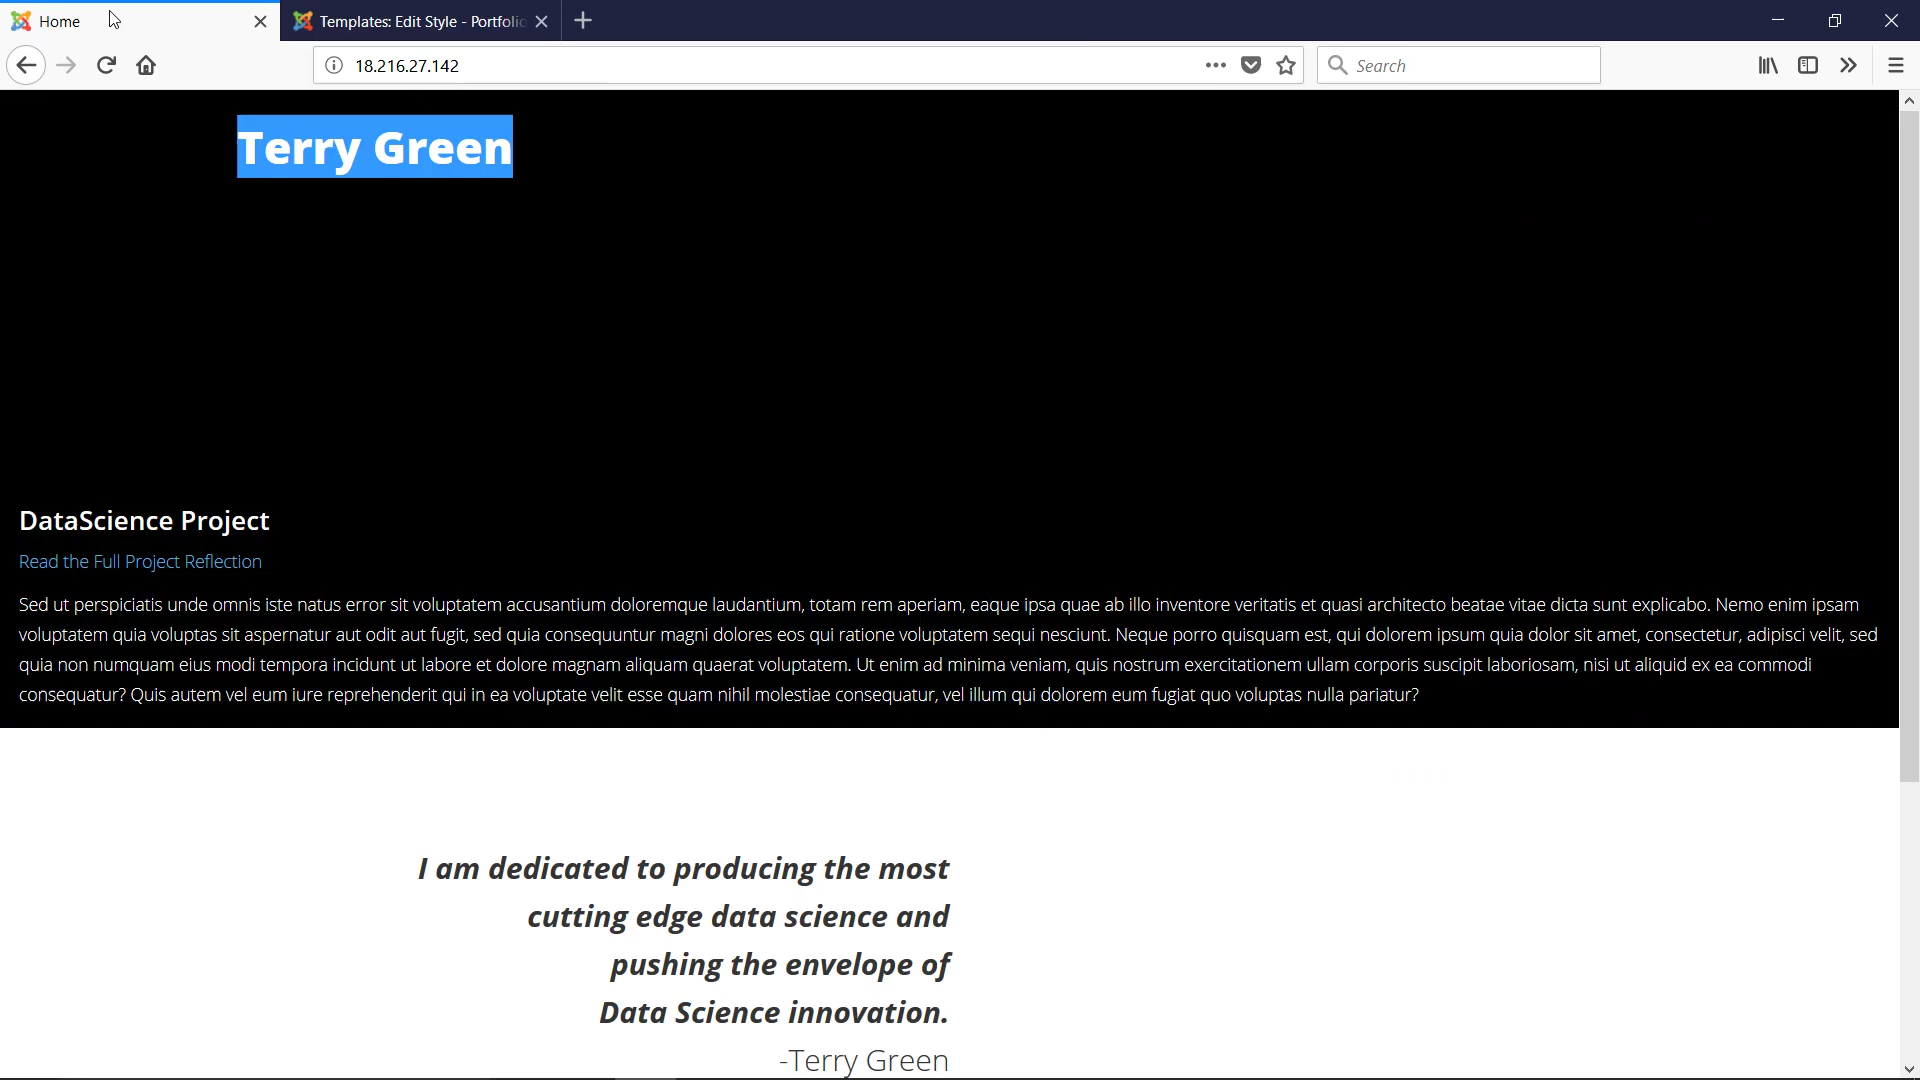 Home
Templates: Edit Style - Portfolio
18.216.27.142
Search
Terry Green
DataScience Project
Read the Full Project Reflection
Sed ut perspiciatis unde omnis iste natus error sit voluptatem accusantium doloremque laudantium, totam rem aperiam, eaque ipsa quae ab illo inventore veritatis et quasi architecto beatae vitae dicta sunt explicabo. Nemo enim ipsam
voluptatem quia voluptas sit aspernatur aut odit aut fugit, sed quia consequuntur magni dolores eos qui ratione voluptatem sequi nesciunt. Neque porro quisquam est, qui dolorem ipsum quia dolor sit amet, consectetur, adipisci velit, sed
quia non numquam eius modi tempora incidunt ut labore et dolore magnam aliquam quaerat voluptatem. Ut enim ad minima veniam, quis nostrum exercitationem ullam corporis suscipit laboriosam, nisi ut aliquid ex ea commodi
consequatur? Quis autem vel eum iure reprehenderit qui in ea voluptate velit esse quam nihil molestiae consequatur, vel illum qui dolorem eum fugiat quo voluptas nulla pariatur?
I am dedicated to producing the most
cutting edge data science and
pushing the envelope of
Data Science innovation.
-Terry Green